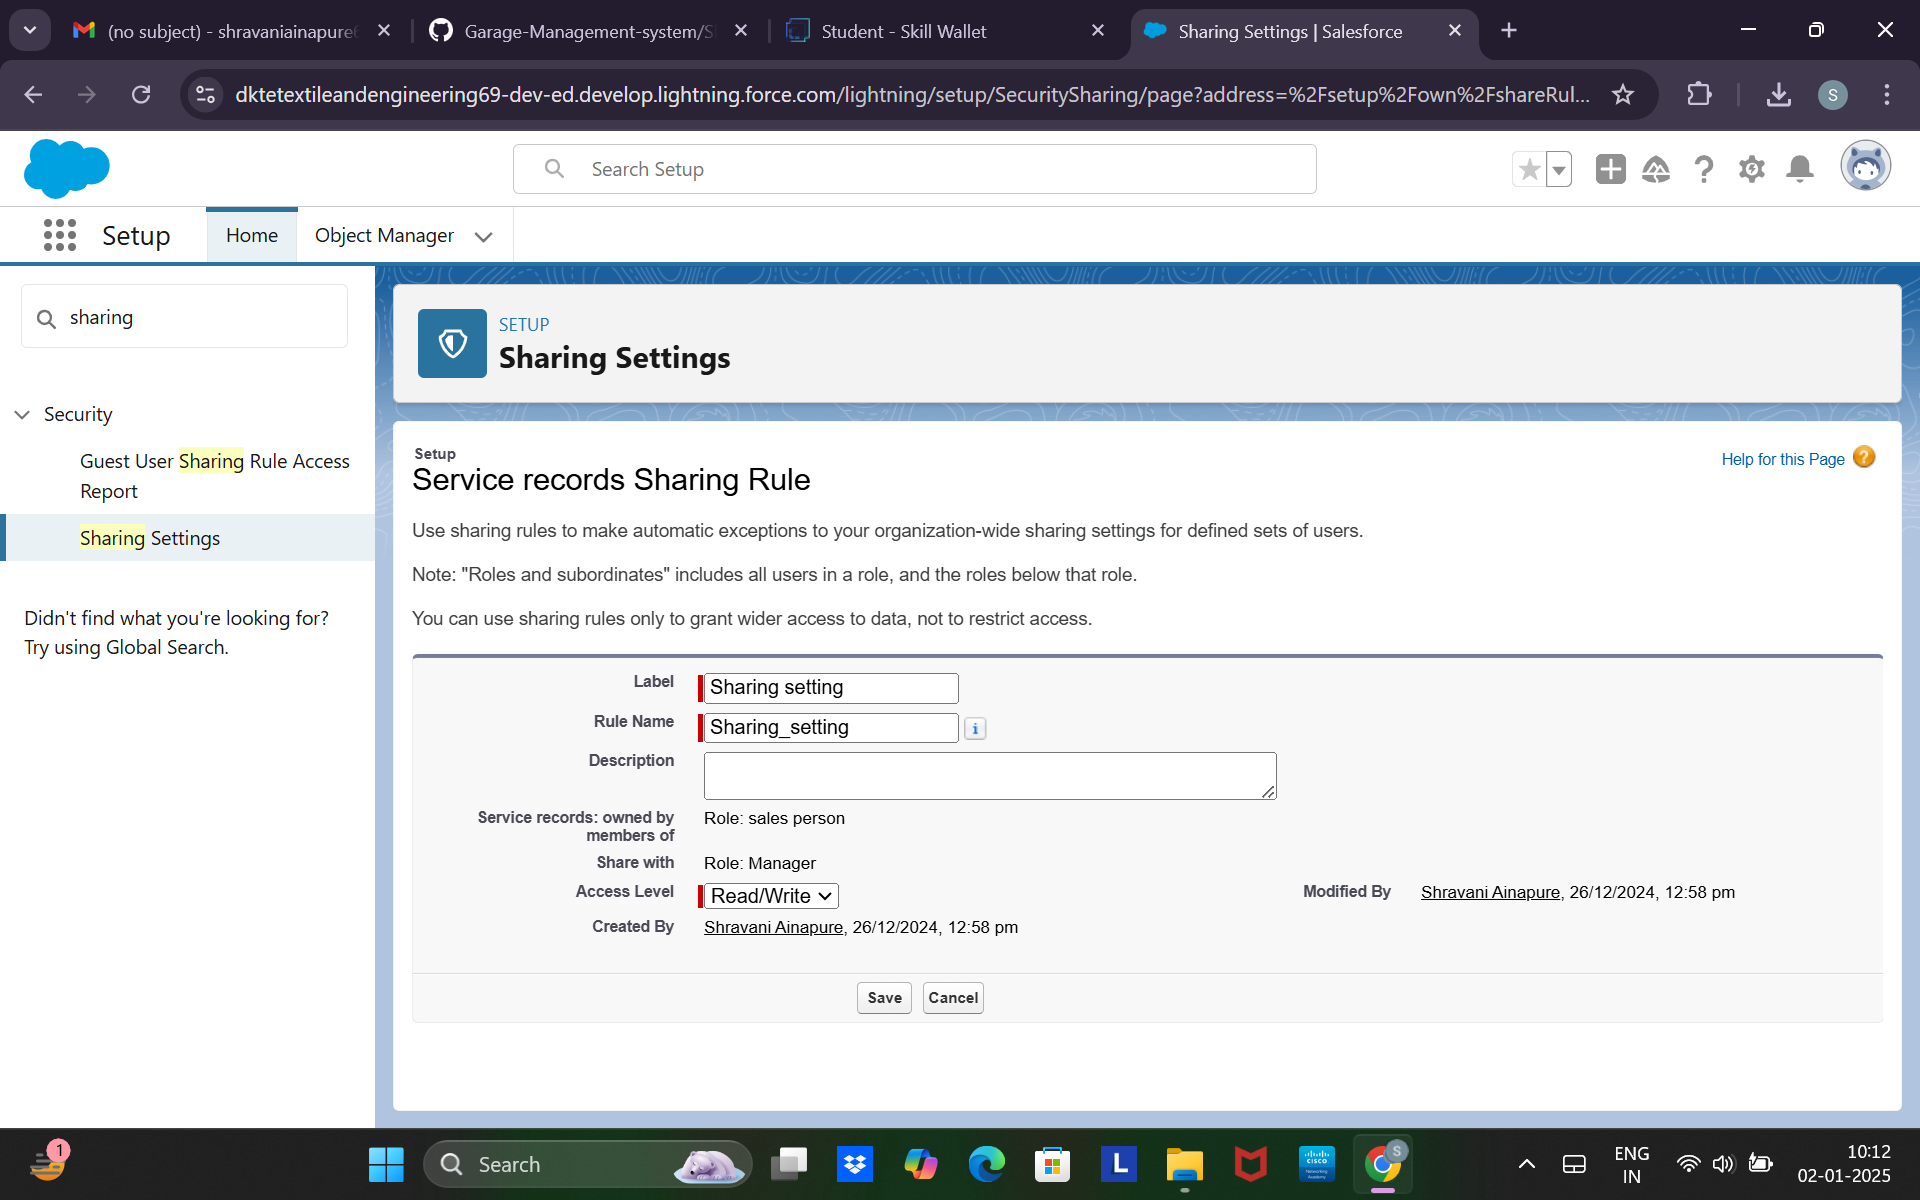 (no subject) - shravaniainapure
Garage-Management-system/S
Student - Skill Wallet
Sharing Settings | Salesforce
dktetextileandengineering69-dev-ed.develop.lightning.force.com/lightning/setup/SecuritySharing/page?address=%2Fsetup%2Fown%2FshareRul...
S
Search Setup
Setup
Home
Object Manager
sharing
Security
Guest User Sharing Rule Access
Report
Sharing Settings
Didn't find what you're looking for?
Try using Global Search.
SETUP
Sharing Settings
Setup
Service records Sharing Rule
Help for this Page
Use sharing rules to make automatic exceptions to your organization-wide sharing settings for defined sets of users.
Note: "Roles and subordinates" includes all users in a role, and the roles below that role.
You can use sharing rules only to grant wider access to data, not to restrict access.
Label Sharing setting
Rule Name Sharing_setting
Description
Service records: owned by
members of
Role: sales person
Share with Role: Manager
Access Level Read/Write
Modified By Shravani Ainapure, 26/12/2024, 12:58 pm
Created By Shravani Ainapure, 26/12/2024, 12:58 pm
Save Cancel
1
Search
L
CISCO
S
ENG
IN
10:12
02-01-2025